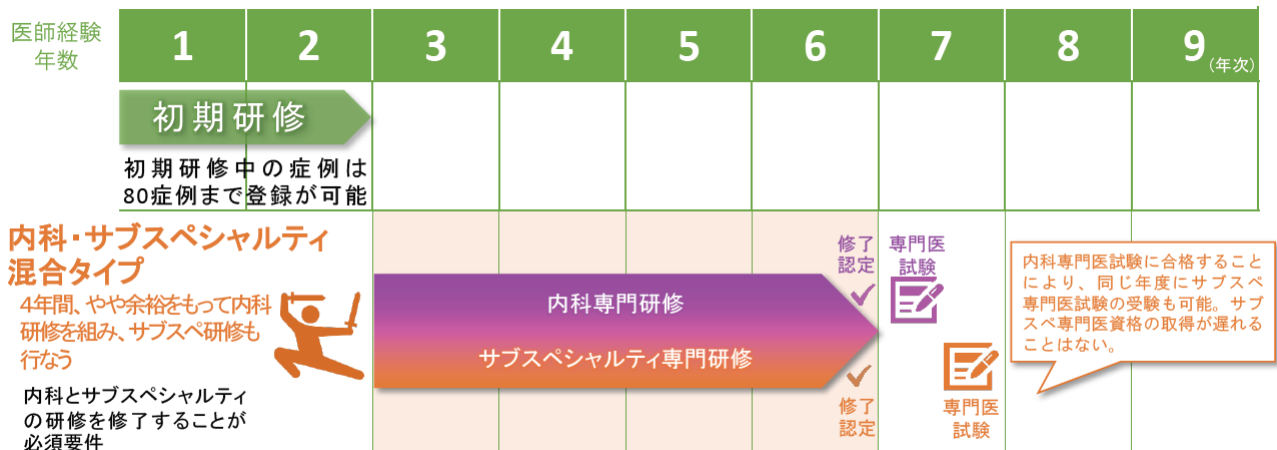 医師経験
年数
1 2 3 4 5 6 7 8 9(年次)
初期研修
初期研修中の症例は
80症例まで登録が可能
内科・サブスペシャルティ
混合タイプ
4年間、やや余裕をもって内科
研修を組み、サブスペ研修も
行なう
内科とサブスペシャルティ
の研修を修了することが
必須要件
内科専門研修
サブスペシャルティ専門研修
修了
認定
専門医
試験
修了
認定
専門医
試験
内科専門医試験に合格すること
により、同じ年度にサブスペ
専門医試験の受験も可能。サブ
スペ専門医資格の取得が遅れる
ことはない。